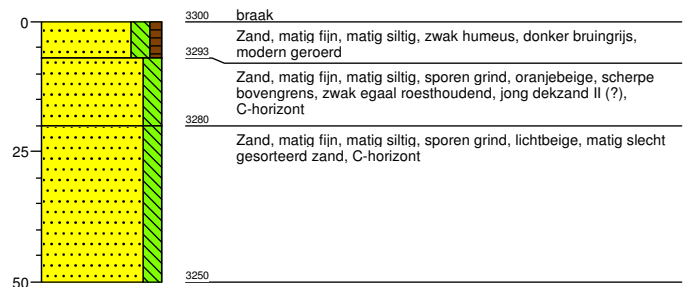 0
3300
braak
Zand, matig fijn, matig siltig, zwak humeus, donker bruingrijs,
modern geroerd
3293
Zand, matig fijn, matig siltig, sporen grind, oranjebeige, scherpe
bovengrens, zwak egaal roesthoudend, jong dekzand II (?),
C-horizont
3280
Zand, matig fijn, matig siltig, sporen grind, lichtbeige, matig slecht
gesorteerd zand, C-horizont
25
3250
50